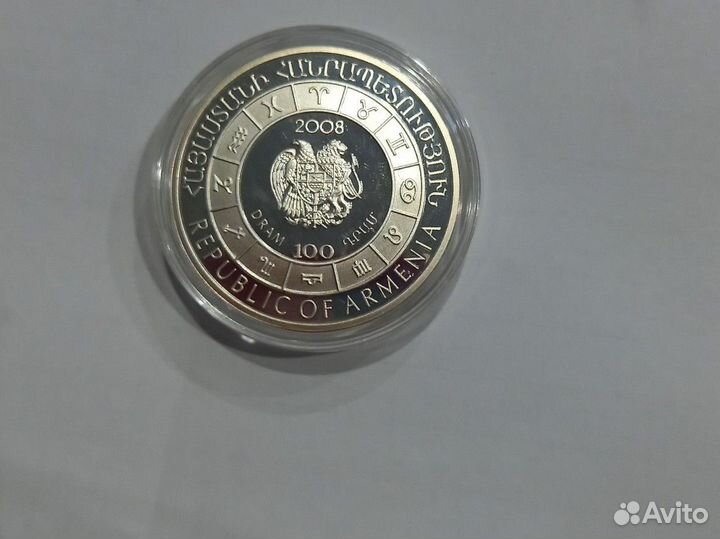 ՀԱՅԱՍՏԱՆԻ ՀԱՆՐԱՊԵՏՈՒԹՅՈՒՆ
2008
DRAM 100 ԴՐԱՄ
REPUBLIC OF ARMENIA
Avito